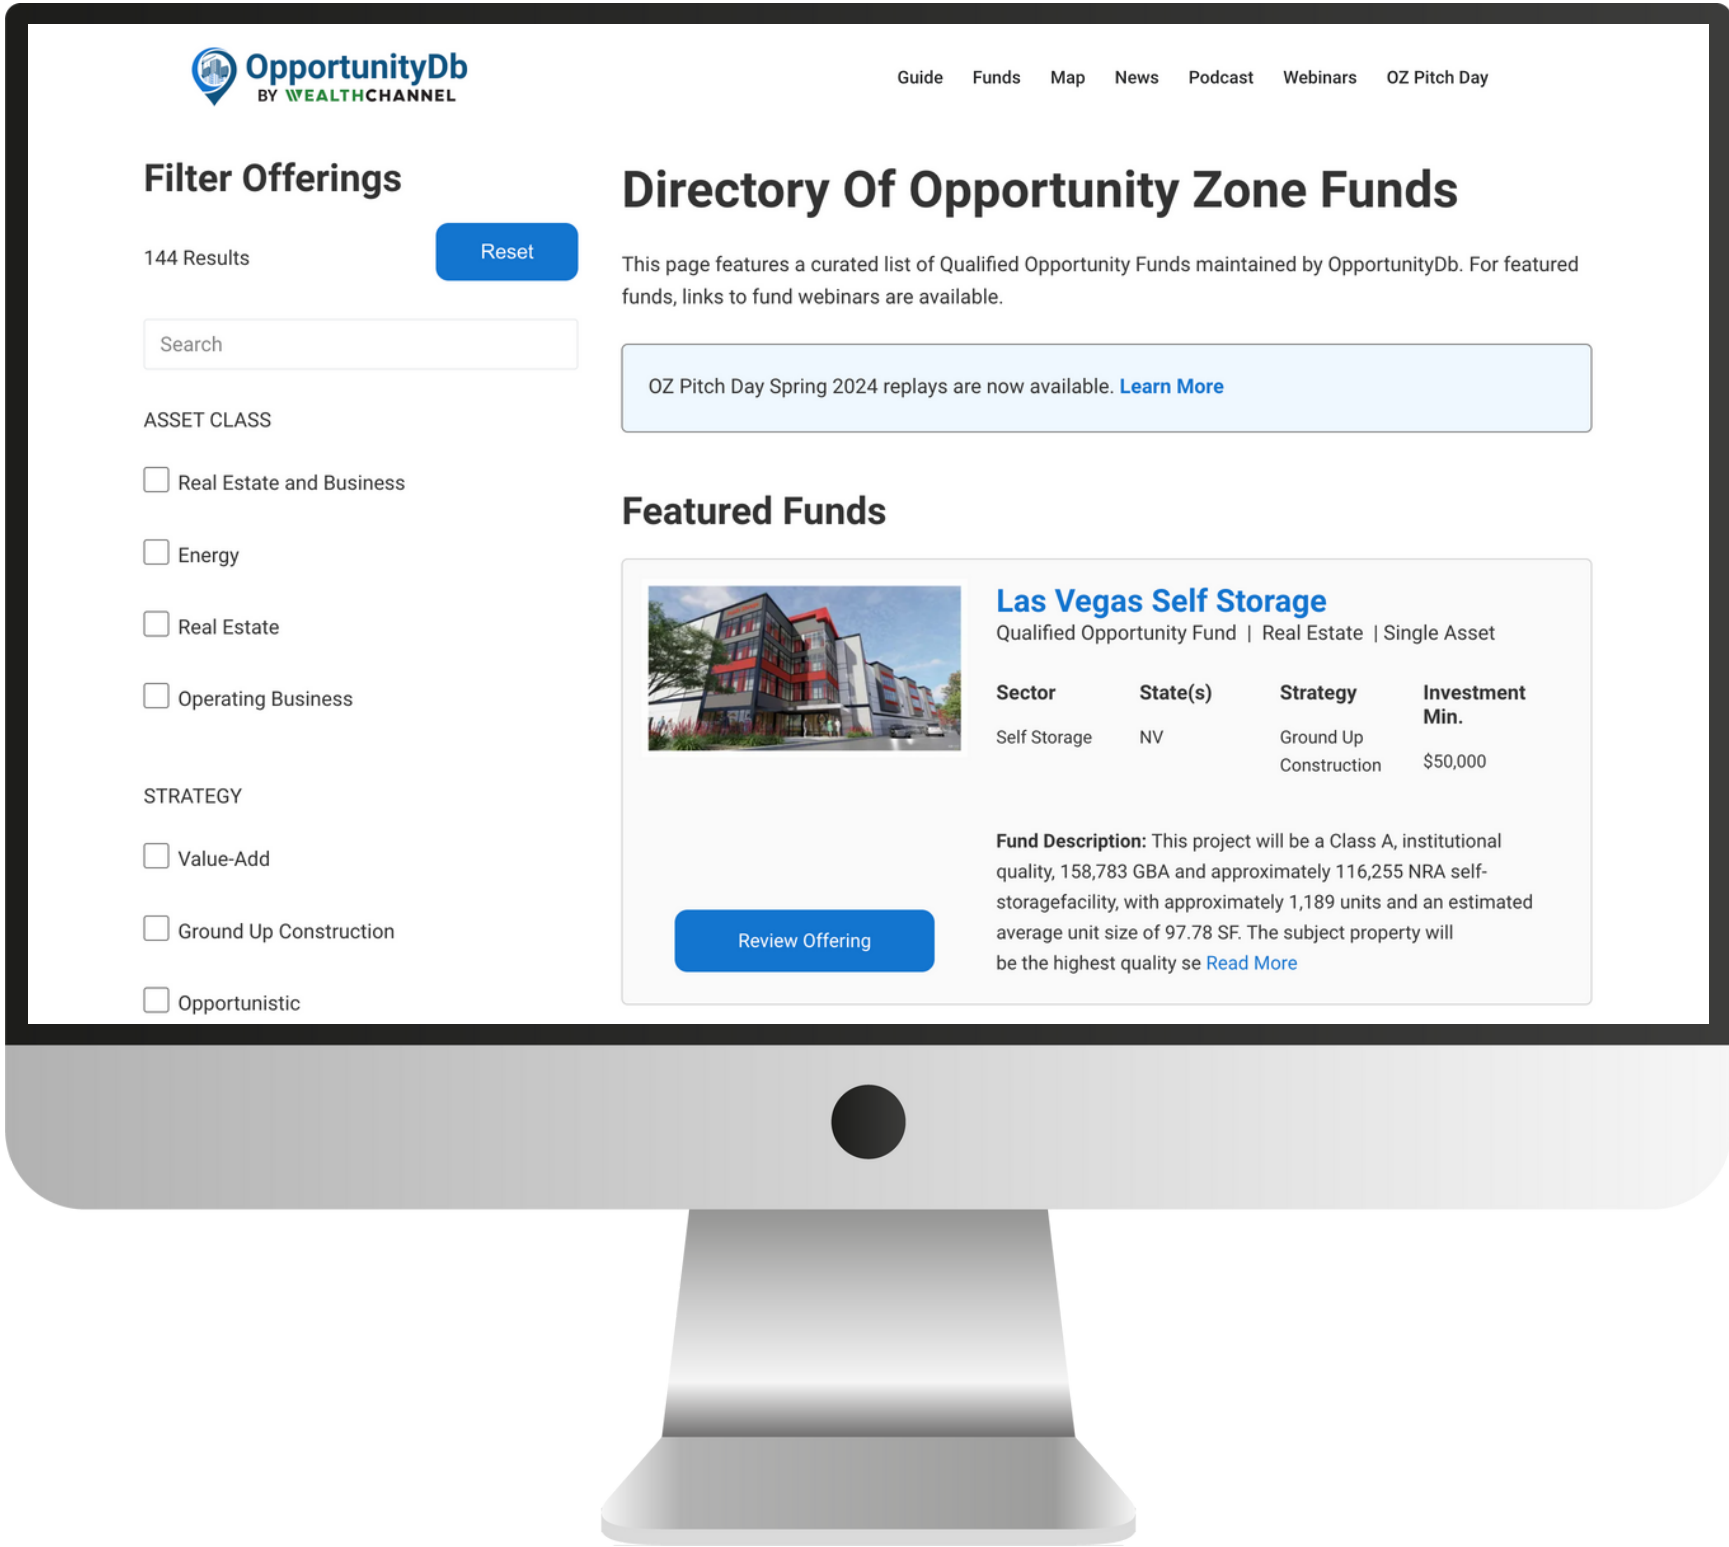 OpportunityDb
BY WEALTHCHANNEL
Guide Funds Map News Podcast Webinars OZ Pitch Day
Filter Offerings
144 Results
Reset
Search
ASSET CLASS
Real Estate and Business
Energy
Real Estate
Operating Business
STRATEGY
Value-Add
Ground Up Construction
Opportunistic
Directory Of Opportunity Zone Funds
This page features a curated list of Qualified Opportunity Funds maintained by OpportunityDb. For featured
funds, links to fund webinars are available.
OZ Pitch Day Spring 2024 replays are now available. Learn More
Featured Funds
Las Vegas Self Storage
Qualified Opportunity Fund | Real Estate | Single Asset
Sector
Self Storage
State(s)
NV
Strategy
Ground Up
Construction
Investment
Min.
$50,000
Fund Description: This project will be a Class A, institutional
quality, 158,783 GBA and approximately 116,255 NRA self-
storagefacility, with approximately 1,189 units and an estimated
average unit size of 97.78 SF. The subject property will
be the highest quality se Read More
Review Offering